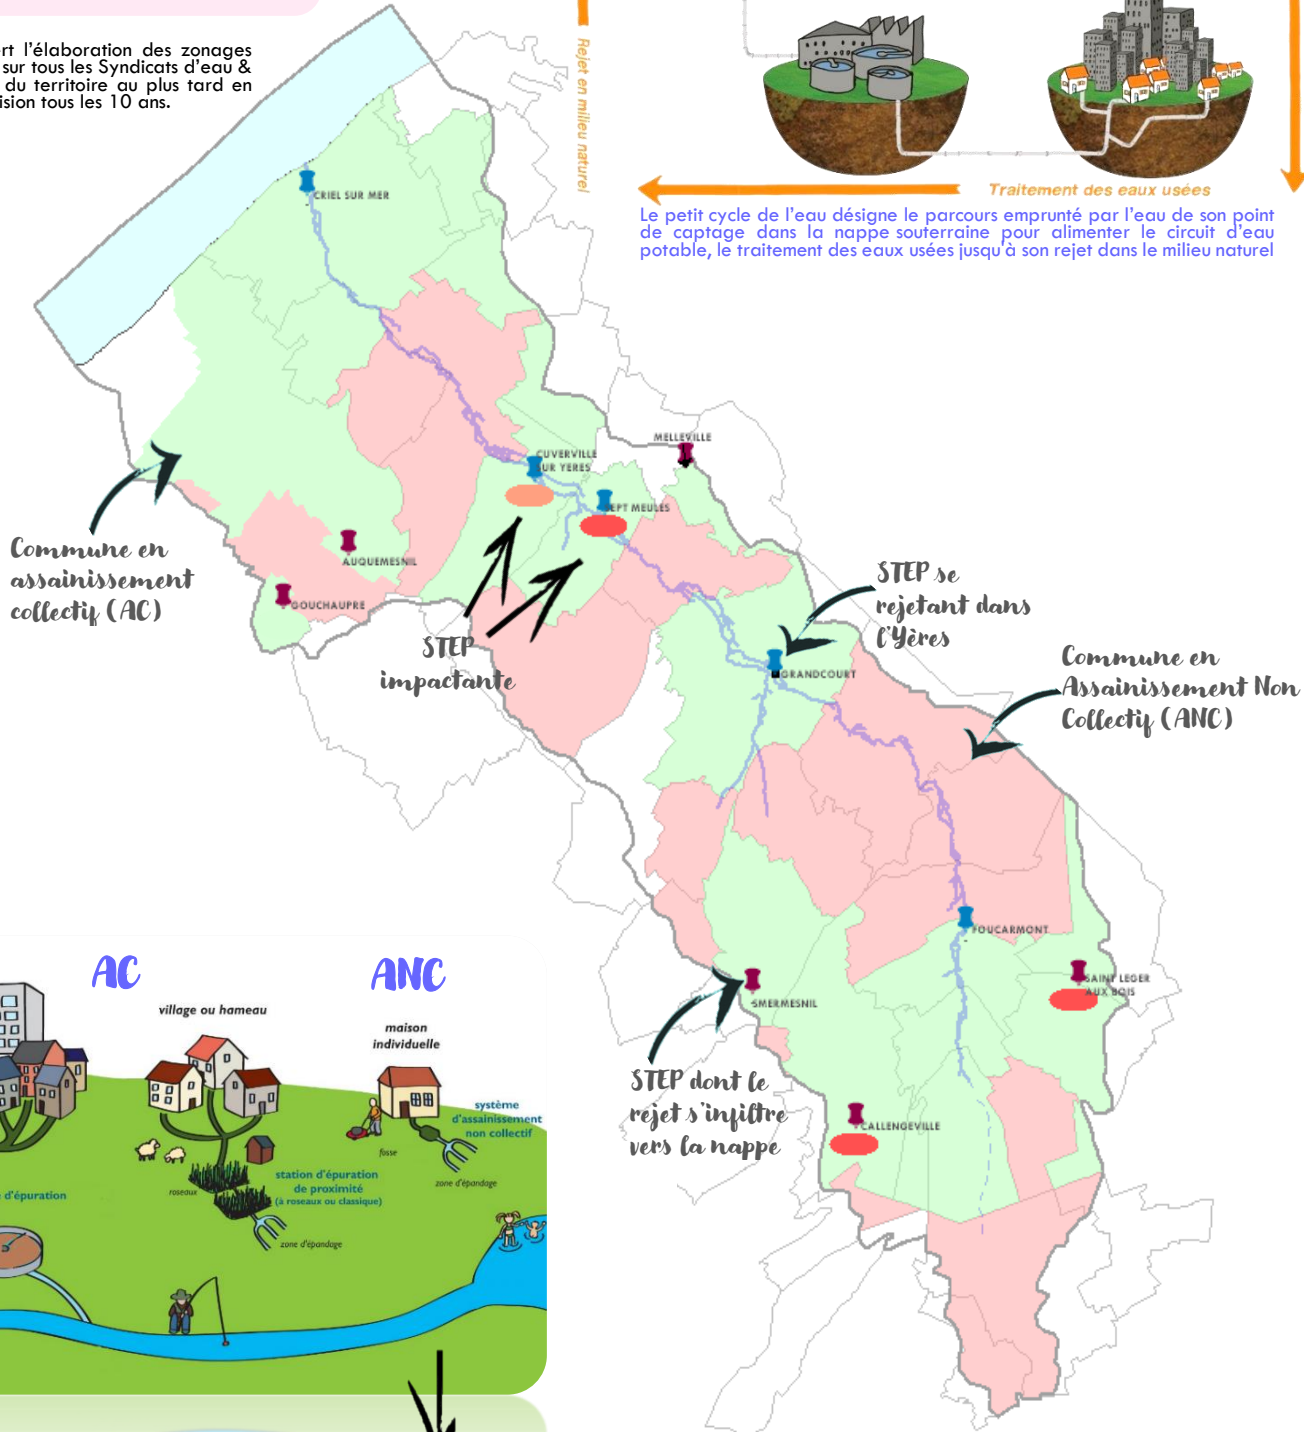 rt l'élaboration des zonages
sur tous les Syndicats d'eau &
du territoire au plus tard en
ision tous les 10 ans.
Rejet en milieu naturel
Traitement des eaux usées
Le petit cycle de l'eau désigne le parcours emprunté par l'eau de son point
de captage dans la nappe souterraine pour alimenter le circuit d'eau
potable, le traitement des eaux usées jusqu'à son rejet dans le milieu naturel
CRIEL SUR MER
MELLEVILLE
CUVERVILLE
SUR YERES
SEPT MEULES
Commune en
assainissement
collectif (AC)
AUQUEMESNIL
GOUCHAUPRE
STEP
impactante
STEP se
rejetant dans
l'Yères
GRANDCOURT
Commune en
Assainissement Non
Collectif (ANC)
FOUCARMONT
SAINT LEGER
AUX BOIS
SMERMESNIL
STEP dont le
rejet s'infiltre
vers la nappe
CALLENGEVILLE
AC
ANC
village ou hameau
maison
individuelle
système
d'assainissement
non collectif
fosse
zone d'épandage
station d'épuration
de proximité
(à roseaux ou classique)
roseaux
d'épuration
zone d'épandage